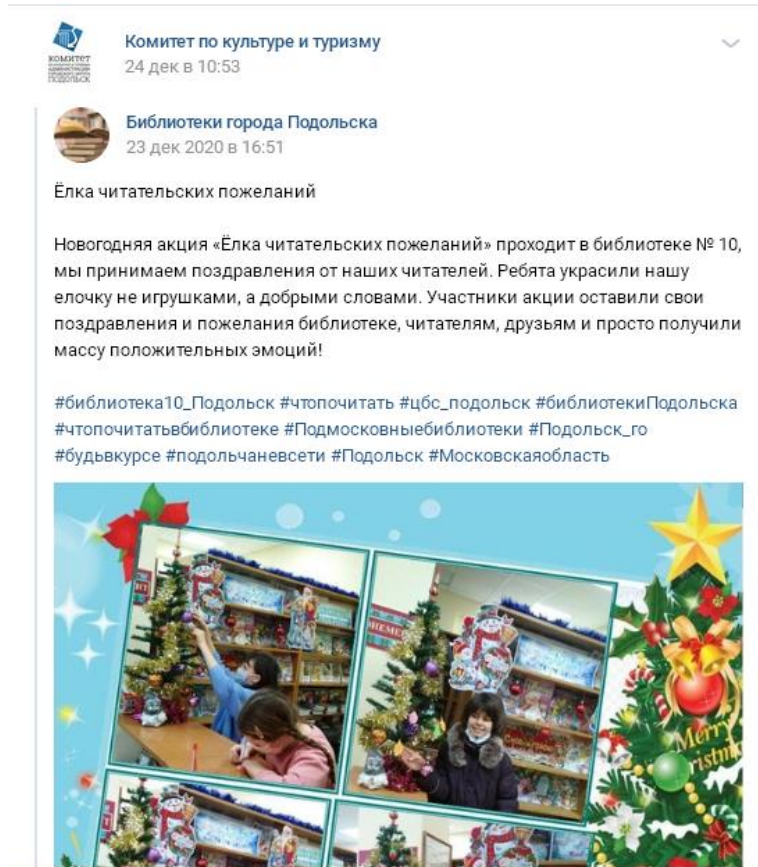 КОМИТЕТ
ПОДОЛЬСК
Комитет по культуре и туризму
24 дек в 10:53
Библиотеки города Подольска
23 дек 2020 в 16:51
Ёлка читательских пожеланий
Новогодняя акция «Ёлка читательских пожеланий» проходит в библиотеке № 10,
мы принимаем поздравления от наших читателей. Ребята украсили нашу
елочку не игрушками, а добрыми словами. Участники акции оставили свои
поздравления и пожелания библиотеке, читателям, друзьям и просто получили
массу положительных эмоций!
#библиотека10_Подольск #чтопочитать #цбс_подольск #библиотекиПодольска
#чтопочитатьвбиблиотеке #Подмосковныебиблиотеки #Подольск_го
#будьвкурсе #подольчаневсети #Подольск #Московскаяобласть
Merry